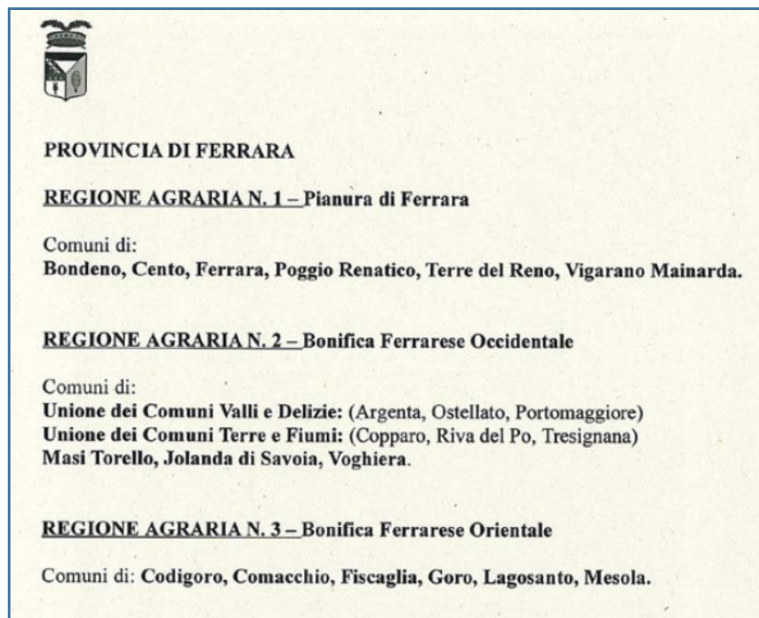 PROVINCIA DI FERRARA
REGIONE AGRARIA N. 1 – Pianura di Ferrara
Comuni di:
Bondeno, Cento, Ferrara, Poggio Renatico, Terre del Reno, Vigarano Mainarda.
REGIONE AGRARIA N. 2 – Bonifica Ferrarese Occidentale
Comuni di:
Unione dei Comuni Valli e Delizie: (Argenta, Ostellato, Portomaggiore)
Unione dei Comuni Terre e Fiumi: (Copparo, Riva del Po, Tresignana)
Masi Torello, Jolanda di Savoia, Voghiera.
REGIONE AGRARIA N. 3 – Bonifica Ferrarese Orientale
Comuni di: Codigoro, Comacchio, Fiscaglia, Goro, Lagosanto, Mesola.